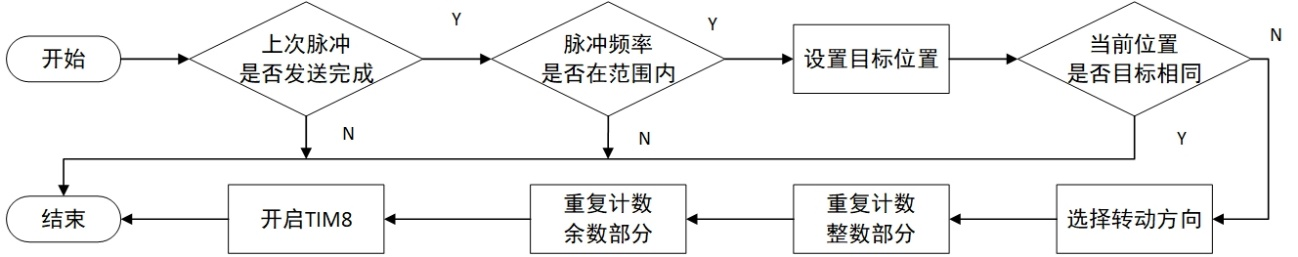 开始
上次脉冲
是否发送完成
Y
脉冲频率
是否在范围内
Y
设置目标位置
当前位置
是否目标相同
N
N
N
Y
结束
开启TIM8
重复计数
余数部分
重复计数
整数部分
选择转动方向